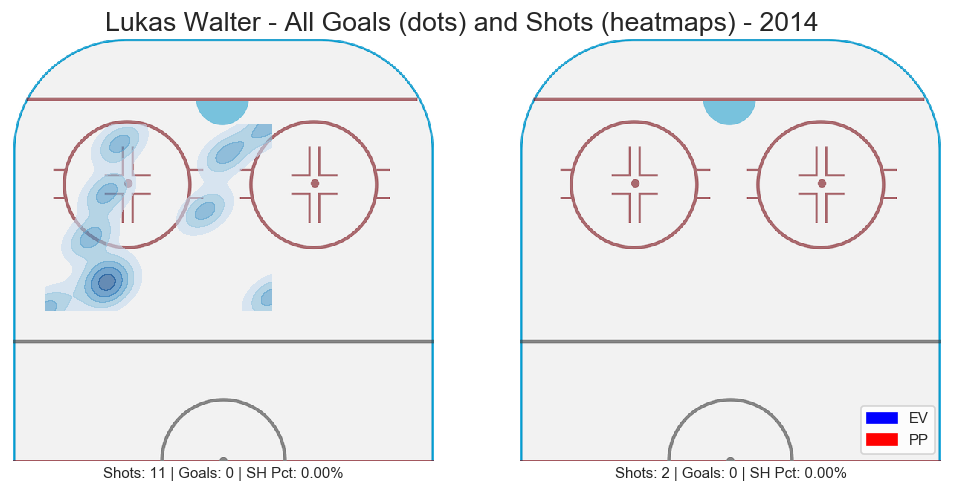 Lukas Walter - All Goals (dots) and Shots (heatmaps) - 2014
EV
PP
Shots: 11 | Goals: 0 | SH Pct: 0.00%
Shots: 2 | Goals: 0 | SH Pct: 0.00%